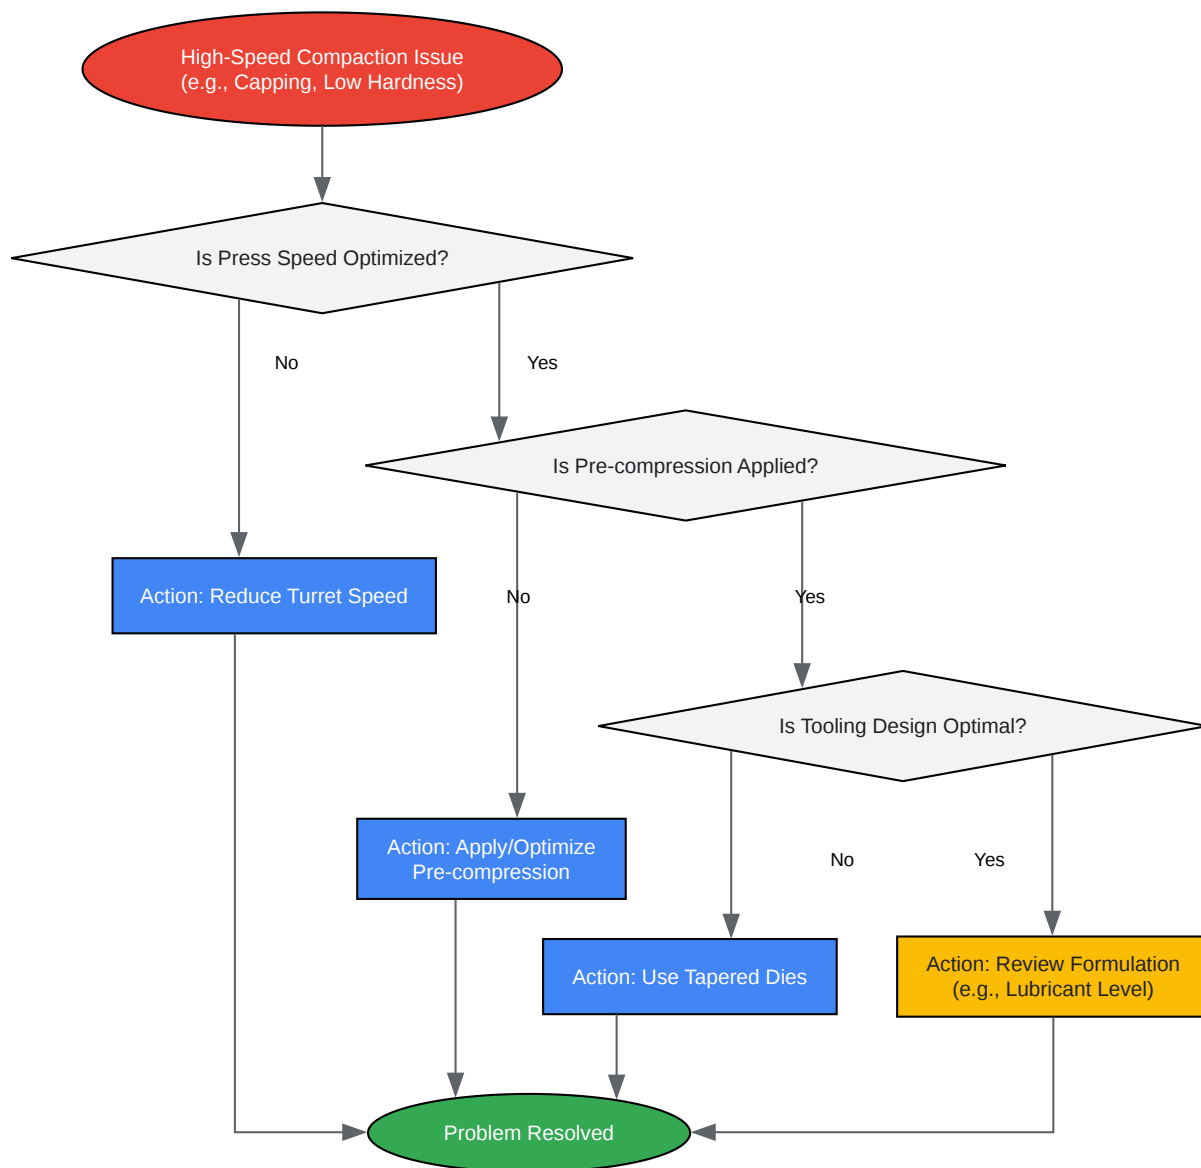 High-Speed Compaction Issue
(e.g., Capping, Low Hardness)
Is Press Speed Optimized?
No
Yes
Is Pre-compression Applied?
Action: Reduce Turret Speed
No
Yes
Is Tooling Design Optimal?
Action: Apply/Optimize
Pre-compression
No
Yes
Action: Use Tapered Dies
Action: Review Formulation
(e.g., Lubricant Level)
Problem Resolved